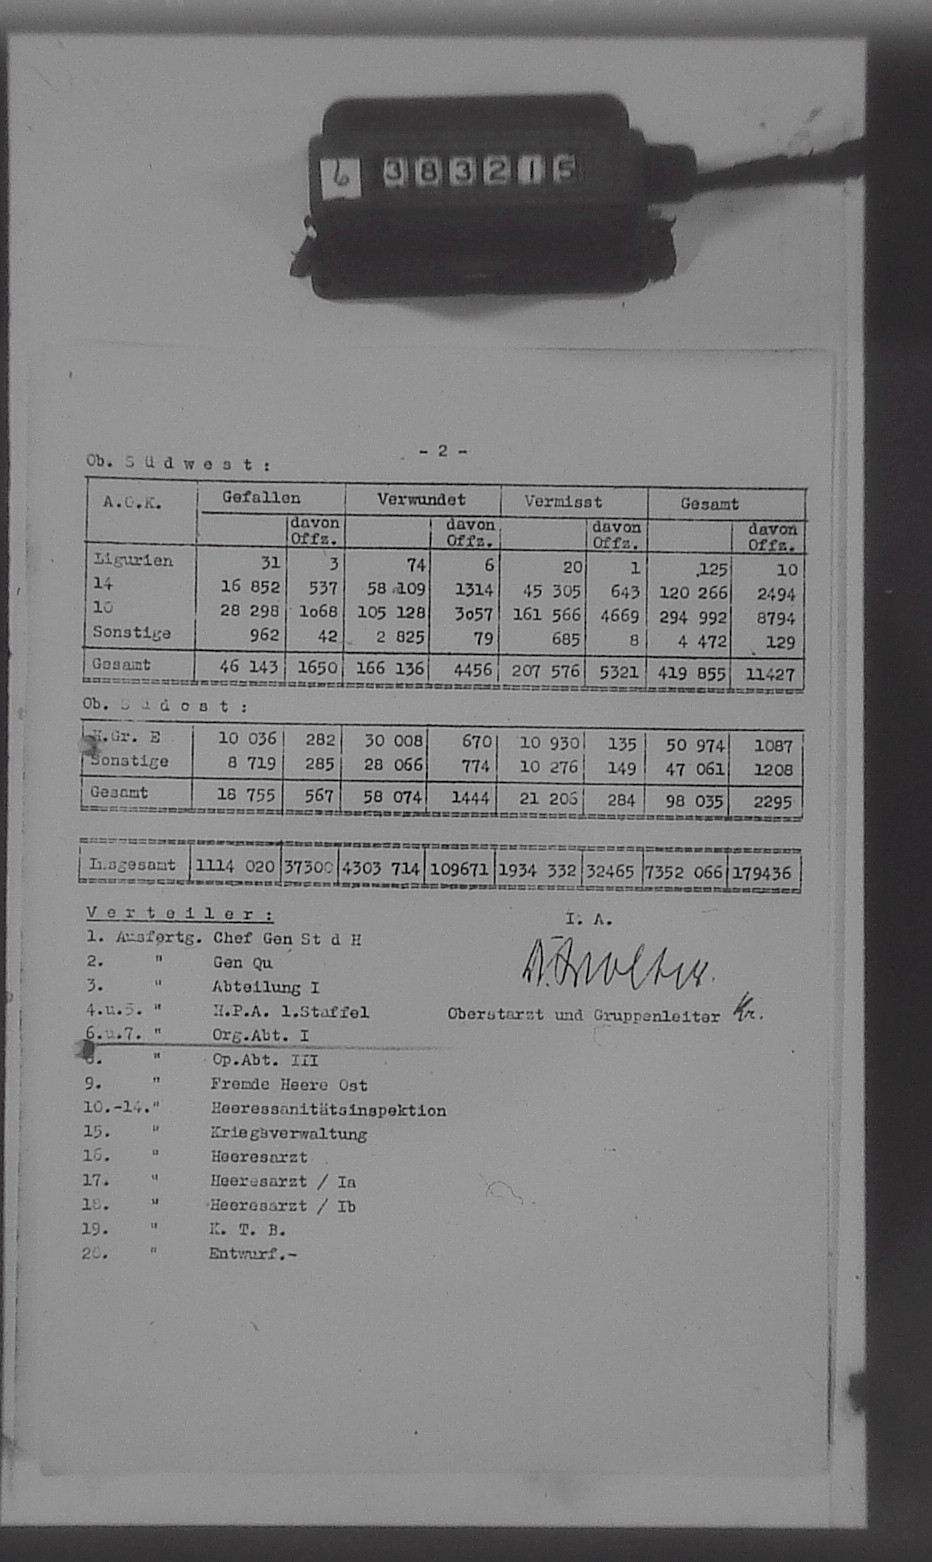 6 383215
- 2 -
Ob. S ü d w e s t :
A.O.K. Gefallen Verwundet Vermisst Gesamt
davon Offz. davon Offz. davon Offz. davon Offz.
Ligurien 31 3 74 6 20 1 125 10
14 16 852 537 58 109 1314 45 305 643 120 266 2494
10 28 298 1o68 105 128 3o57 161 566 4669 294 992 8794
Sonstige 962 42 2 825 79 685 8 4 472 129
Gesamt 46 143 1650 166 136 4456 207 576 5321 419 855 11427
Ob. S ü d o s t :
H.Gr. E 10 036 282 30 008 670 10 930 135 50 974 1087
Sonstige 8 719 285 28 066 774 10 276 149 47 061 1208
Gesamt 18 755 567 58 074 1444 21 206 284 98 035 2295
Insgesamt 1114 020 37300 4303 714 109671 1934 332 32465 7352 066 179436
V e r t e i l e r :
I. A.
1. Ausfertg. Chef Gen St d H
2. " Gen Qu
3. " Abteilung I
4.u.5. " H.P.A. 1.Staffel
Oberstarzt und Gruppenleiter Kr.
6.u.7. " Org.Abt. I
8. " Op.Abt. III
9. " Fremde Heere Ost
10.-14." Heeressanitätsinspektion
15. " Kriegsverwaltung
16. " Heeresarzt
17. " Heeresarzt / Ia
18. " Heeresarzt / Ib
19. " K. T. B.
20. " Entwurf.-